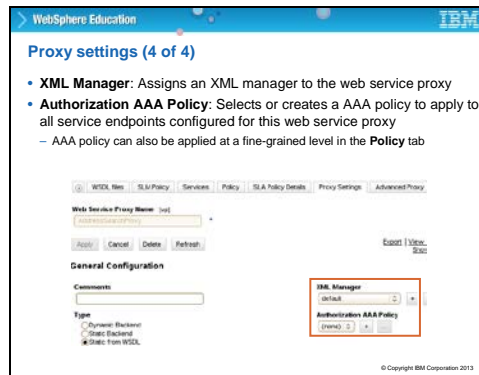 WebSphere Education
IBM
Proxy settings (4 of 4)
• XML Manager: Assigns an XML manager to the web service proxy
• Authorization AAA Policy: Selects or creates a AAA policy to apply to
all service endpoints configured for this web service proxy
– AAA policy can also be applied at a fine-grained level in the Policy tab
WSDL files SLM Policy Services Policy SLA Policy Details Proxy Settings Advanced Proxy
Web Service Proxy Name
AddressSearchProxy *
Apply Cancel Delete Refresh Export | View
General Configuration
Comments
XML Manager
default +
Type
Authorization AAA Policy
Dynamic Backend
(none) + ...
Static Backend
Static from WSDL
© Copyright IBM Corporation 2013